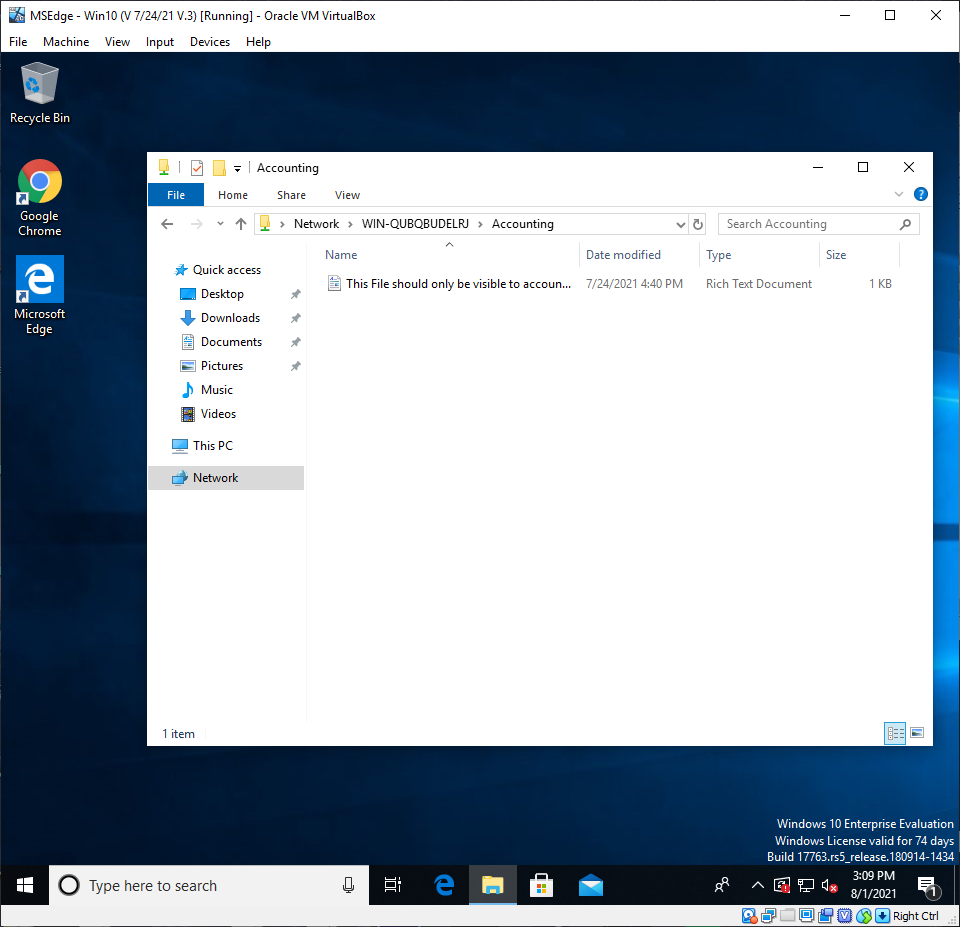 MSEdge - Win10 (V 7/24/21 V.3) [Running] - Oracle VM VirtualBox
File Machine View Input Devices Help
Recycle Bin
Google
Chrome
Microsoft
Edge
Accounting
File Home Share View
Network WIN-QUBQBUDELRJ Accounting
Search Accounting
Name Date modified Type Size
This File should only be visible to accoun... 7/24/2021 4:40 PM Rich Text Document 1 KB
Quick access
Desktop
Downloads
Documents
Pictures
Music
Videos
This PC
Network
1 item
Windows 10 Enterprise Evaluation
Windows License valid for 74 days
Build 17763.rs5_release.180914-1434
Type here to search
3:09 PM
8/1/2021
1
Right Ctrl